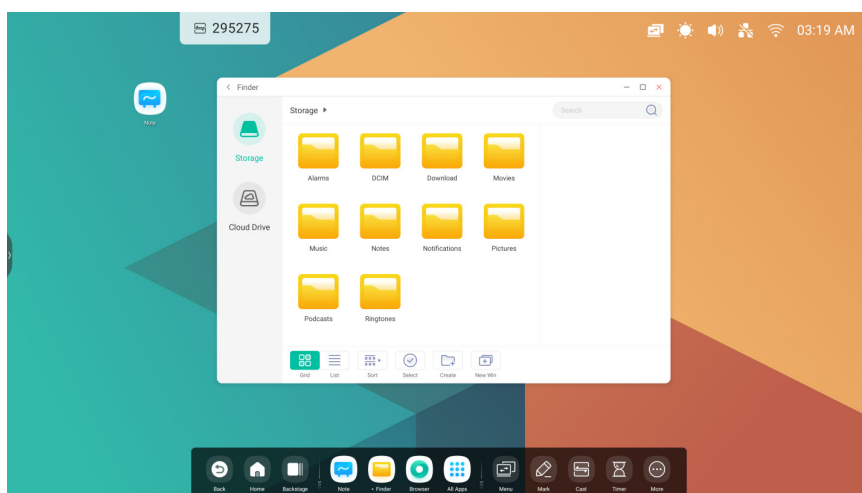 295275
03:19 AM
Note
Finder
Storage
Search
Storage
Cloud Drive
Alarms DCIM Download Movies
Music Notes Notifications Pictures
Podcasts Ringtones
Grid List Sort Select Create New Win
Back Home Backstage Note • Finder Browser All Apps Menu Mark Cast Timer More